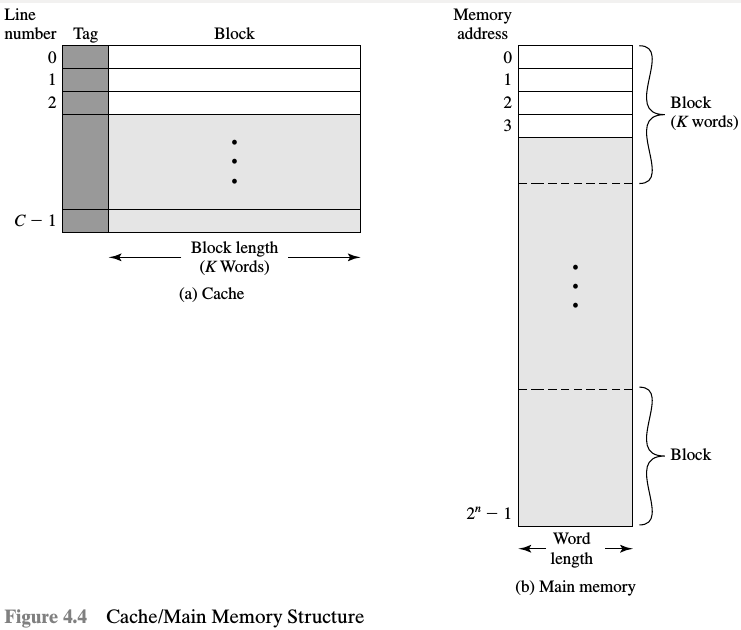 Line
number Tag Block
0
1
2
C − 1
Block length
(K Words)
(a) Cache
Memory
address
0
1
2
3
Block
(K words)
Block
2ⁿ − 1
Word
length
(b) Main memory
Figure 4.4 Cache/Main Memory Structure